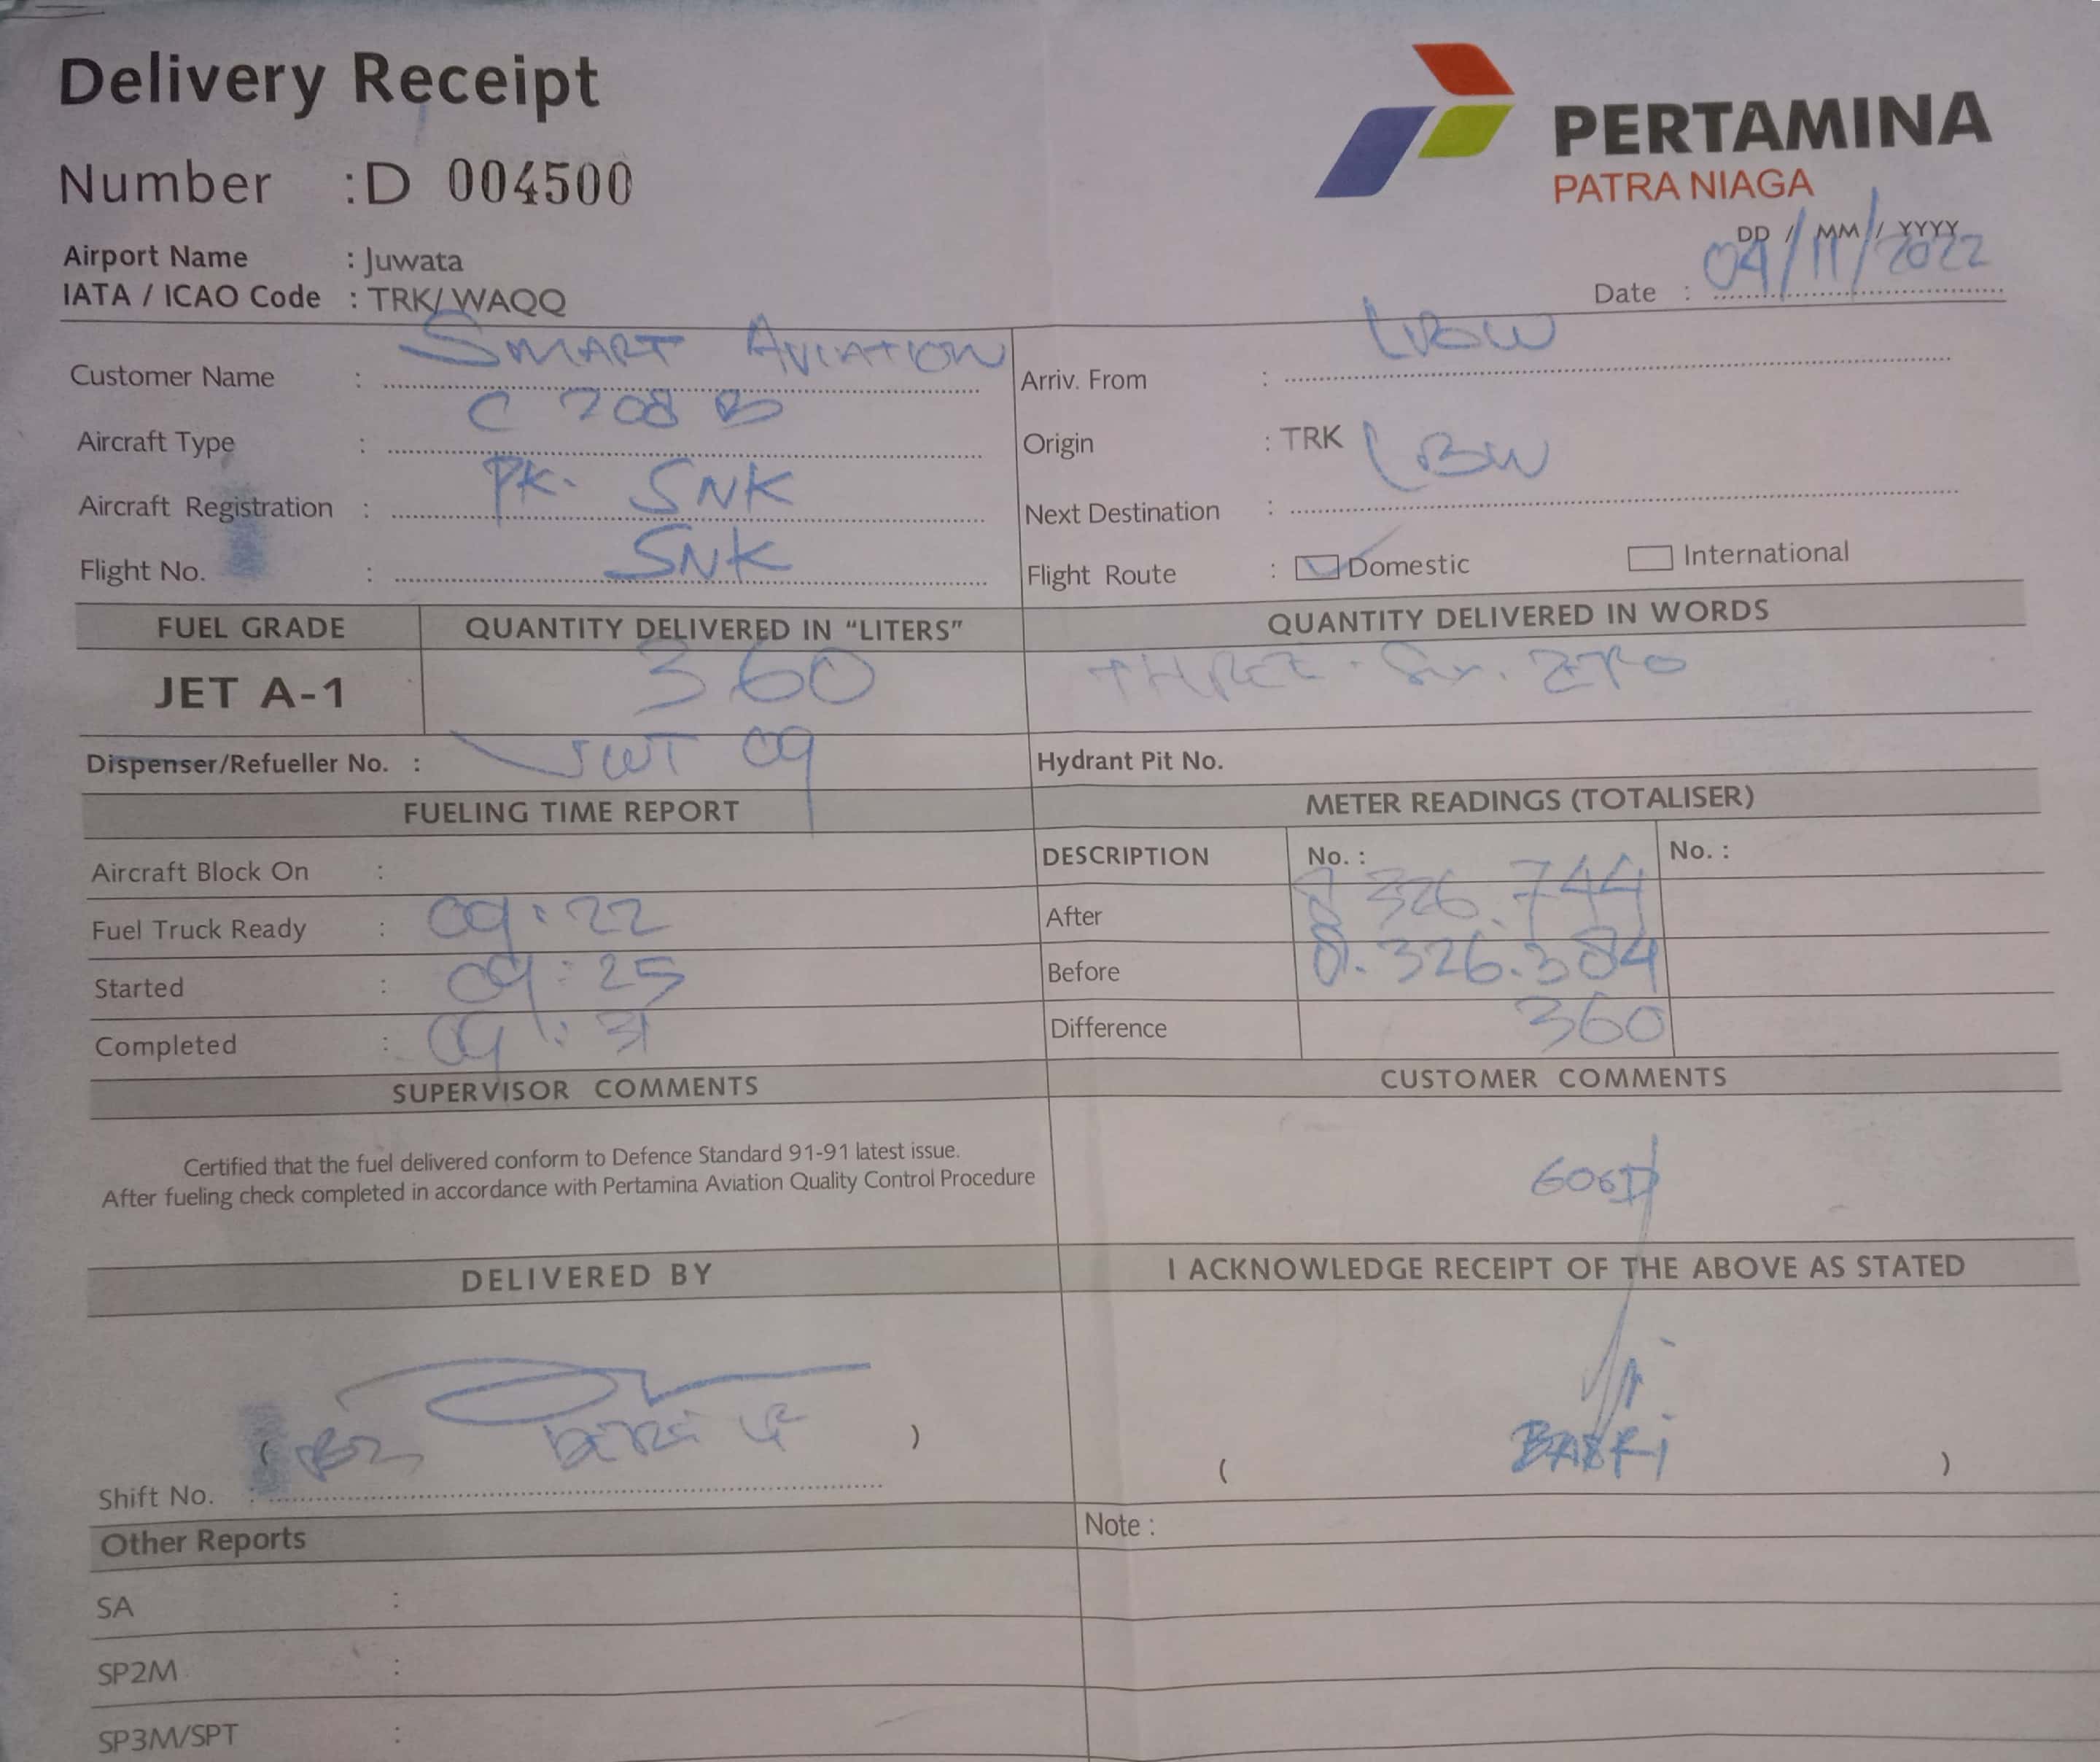 Delivery Receipt
PERTAMINA
PATRA NIAGA
Number : D 004500
Airport Name : Juwata
IATA / ICAO Code : TRK/ WAQQ
DD / MM / YYYY
Date : 09/11/2022
Customer Name : SMART AVIATION
Arriv. From : LBW
Aircraft Type : C 208 B
Origin : TRK LBW
Aircraft Registration : PK- SNK
Next Destination :
Flight No. : SNK
Flight Route : Domestic International
FUEL GRADE QUANTITY DELIVERED IN "LITERS" QUANTITY DELIVERED IN WORDS
JET A-1 360 THREE - Six. ZERO
Dispenser/Refueller No. : JWT 09 Hydrant Pit No.
FUELING TIME REPORT METER READINGS (TOTALISER)
Aircraft Block On :
DESCRIPTION No. : No. :
Fuel Truck Ready : 09:22
After 8.326.744
Started : 09:25
Before 8.326.384
Completed : 09:31
Difference 360
SUPERVISOR COMMENTS CUSTOMER COMMENTS
Certified that the fuel delivered conform to Defence Standard 91-91 latest issue.
After fueling check completed in accordance with Pertamina Aviation Quality Control Procedure
GOOD
DELIVERED BY I ACKNOWLEDGE RECEIPT OF THE ABOVE AS STATED
( )
( BASRi )
Shift No. :
Other Reports Note :
SA :
SP2M :
SP3M/SPT :